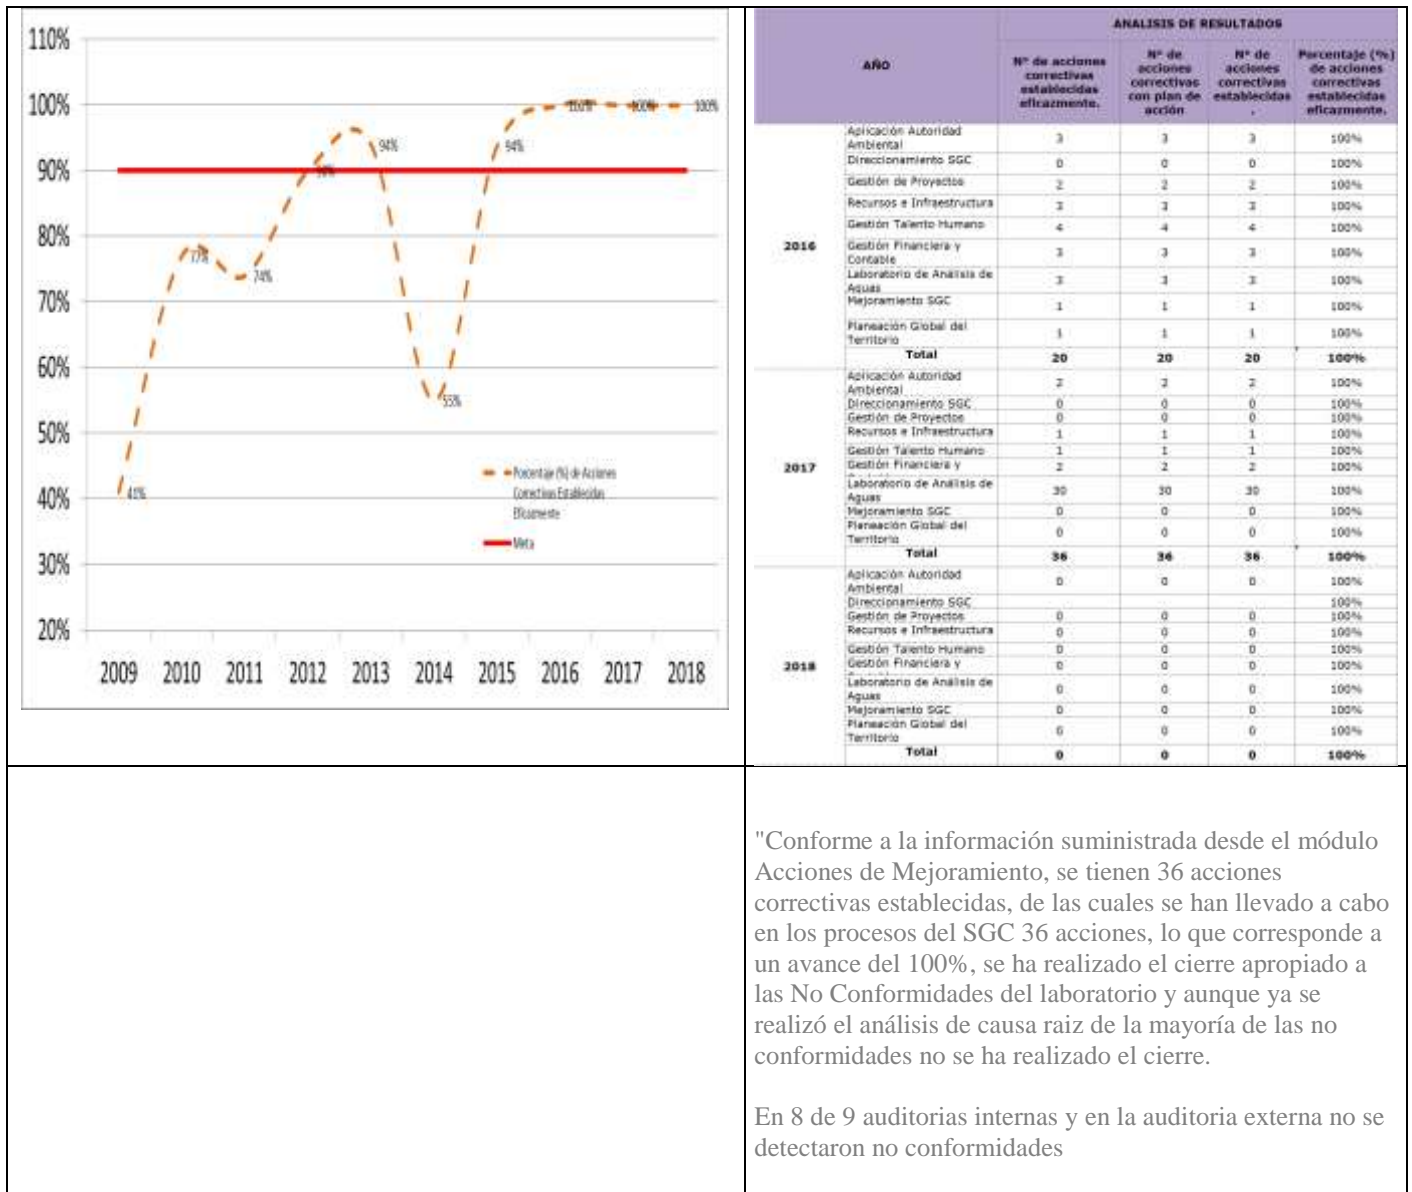 110%
100%
90%
80%
70%
60%
50%
40%
30%
20%
41%
77%
74%
90%
94%
55%
94%
100%
100%
100%
Porcentaje (%) de Acciones
Correctivas Establecidas
Eficazmente
Meta
2009 2010 2011 2012 2013 2014 2015 2016 2017 2018
ANALISIS DE RESULTADOS
AÑO
Nº de acciones correctivas establecidas eficazmente.
Nº de acciones correctivas con plan de acción
Nº de acciones correctivas establecidas .
Porcentaje (%) de acciones correctivas establecidas eficazmente.
2016
Aplicación Autoridad Ambiental 3 3 3 100%
Direccionamiento SGC 0 0 0 100%
Gestión de Proyectos 2 2 2 100%
Recursos e Infraestructura 3 3 3 100%
Gestión Talento Humano 4 4 4 100%
Gestión Financiera y Contable 3 3 3 100%
Laboratorio de Análisis de Aguas 3 3 3 100%
Mejoramiento SGC 1 1 1 100%
Planeación Global del Territorio 1 1 1 100%
Total 20 20 20 100%
2017
Aplicación Autoridad Ambiental 2 2 2 100%
Direccionamiento SGC 0 0 0 100%
Gestión de Proyectos 0 0 0 100%
Recursos e Infraestructura 1 1 1 100%
Gestión Talento Humano 1 1 1 100%
Gestión Financiera y 2 2 2 100%
Laboratorio de Análisis de Aguas 30 30 30 100%
Mejoramiento SGC 0 0 0 100%
Planeación Global del Territorio 0 0 0 100%
Total 36 36 36 100%
2018
Aplicación Autoridad Ambiental 0 0 0 100%
Direccionamiento SGC 100%
Gestión de Proyectos 0 0 0 100%
Recursos e Infraestructura 0 0 0 100%
Gestión Talento Humano 0 0 0 100%
Gestión Financiera y 0 0 0 100%
Laboratorio de Análisis de Aguas 0 0 0 100%
Mejoramiento SGC 0 0 0 100%
Planeación Global del Territorio 0 0 0 100%
Total 0 0 0 100%
"Conforme a la información suministrada desde el módulo
Acciones de Mejoramiento, se tienen 36 acciones
correctivas establecidas, de las cuales se han llevado a cabo
en los procesos del SGC 36 acciones, lo que corresponde a
un avance del 100%, se ha realizado el cierre apropiado a
las No Conformidades del laboratorio y aunque ya se
realizó el análisis de causa raiz de la mayoría de las no
conformidades no se ha realizado el cierre.
En 8 de 9 auditorias internas y en la auditoria externa no se
detectaron no conformidades